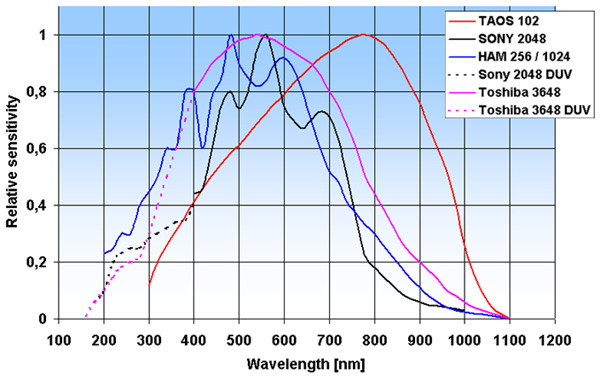 Relative sensitivity
1
0,8
0,6
0,4
0,2
0
100 200 300 400 500 600 700 800 900 1000 1100 1200
Wavelength [nm]
TAOS 102
SONY 2048
HAM 256 / 1024
Sony 2048 DUV
Toshiba 3648
Toshiba 3648 DUV